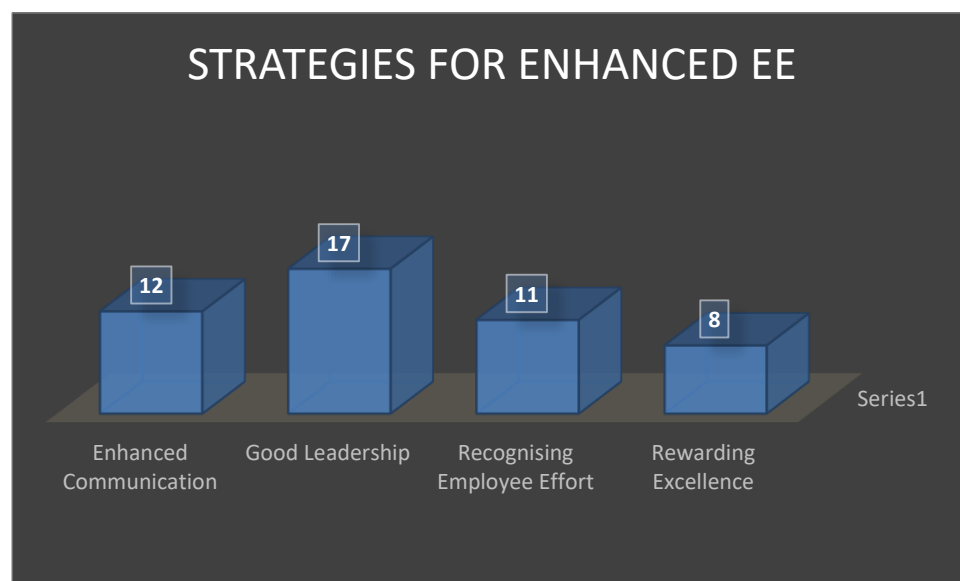 STRATEGIES FOR ENHANCED EE
12
17
11
8
Series1
Enhanced
Communication
Good Leadership
Recognising
Employee Effort
Rewarding
Excellence